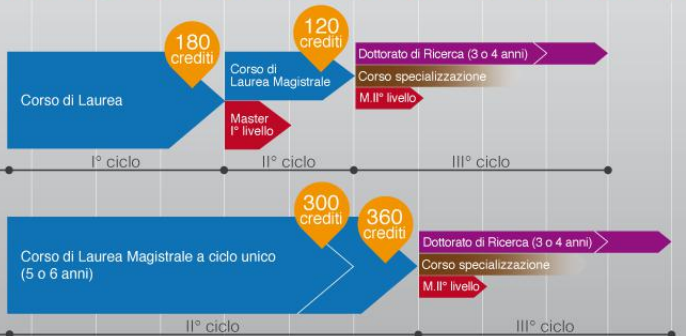 180
crediti
120
crediti
Corso di Laurea
Corso di
Laurea Magistrale
Master
I° livello
Dottorato di Ricerca (3 o 4 anni)
Corso specializzazione
M.II° livello
I° ciclo
II° ciclo
III° ciclo
300
crediti
360
crediti
Corso di Laurea Magistrale a ciclo unico
(5 o 6 anni)
Dottorato di Ricerca (3 o 4 anni)
Corso specializzazione
M.II° livello
II° ciclo
III° ciclo